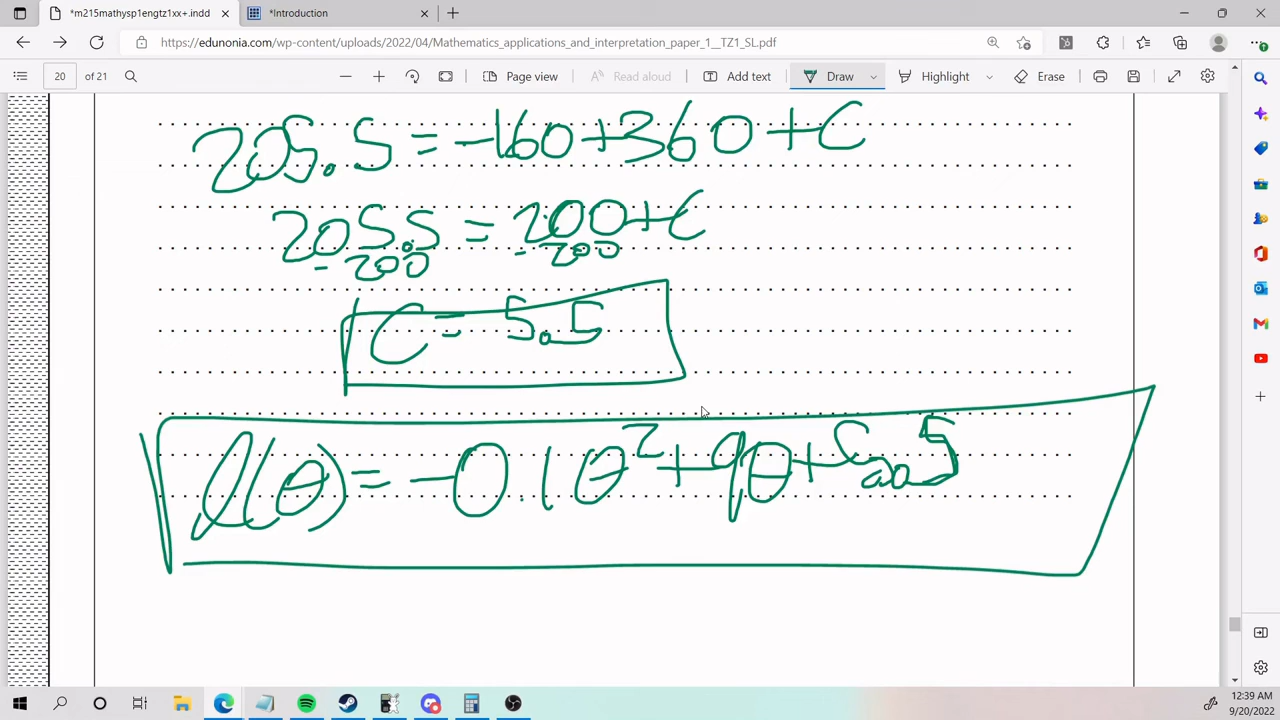 *m215mathysp1engtz1xx+.indd
*Introduction
https://edunonia.com/wp-content/uploads/2022/04/Mathematics_applications_and_interpretation_paper_1__TZ1_SL.pdf
20 of 21
Page view
Read aloud
Add text
Draw
Highlight
Erase
205.5 = -160+360+C
205.5 = 200+C
-200 -200
C = 5.5
l(θ) = -0.1θ²+9θ+5.5
12:39 AM
9/20/2022